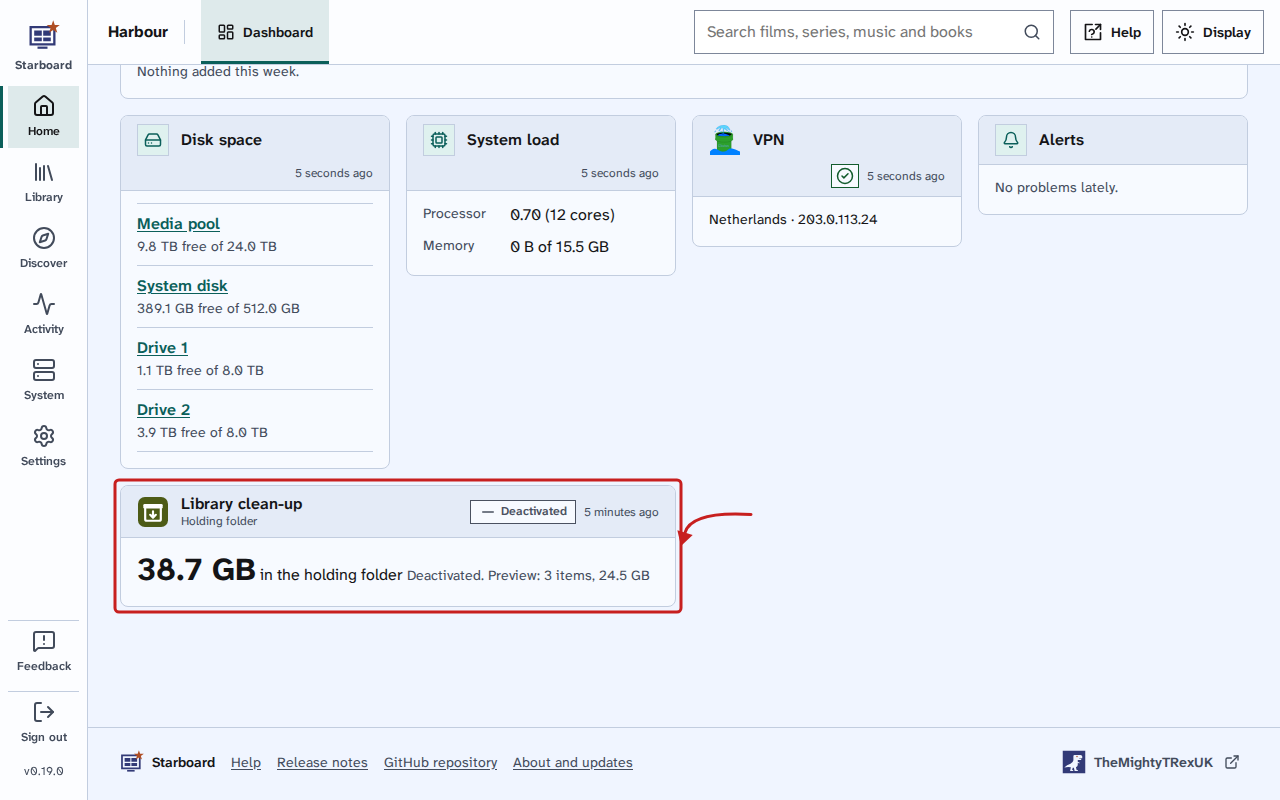 Starboard
Home
Library
Discover
Activity
System
Settings
Feedback
Sign out
v0.19.0
Harbour
Dashboard
Search films, series, music and books
Help
Display
Nothing added this week.
Disk space
5 seconds ago
Media pool
9.8 TB free of 24.0 TB
System disk
389.1 GB free of 512.0 GB
Drive 1
1.1 TB free of 8.0 TB
Drive 2
3.9 TB free of 8.0 TB
System load
5 seconds ago
Processor 0.70 (12 cores)
Memory 0 B of 15.5 GB
VPN
5 seconds ago
Netherlands · 203.0.113.24
Alerts
No problems lately.
Library clean-up
Holding folder
Deactivated 5 minutes ago
38.7 GB in the holding folder Deactivated. Preview: 3 items, 24.5 GB
Starboard Help Release notes GitHub repository About and updates
TheMightyTRexUK